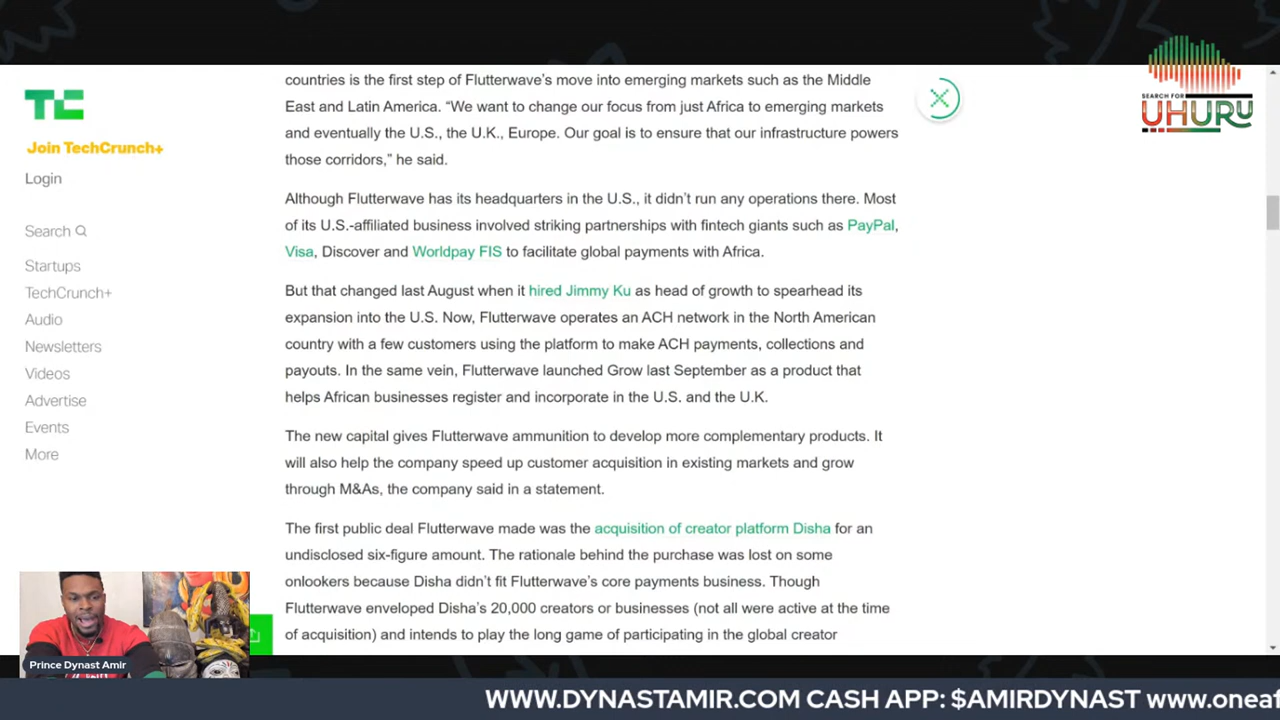 SEARCH FOR
UHURU
TC
Join TechCrunch+
Login
Search
Startups
TechCrunch+
Audio
Newsletters
Videos
Advertise
Events
More
countries is the first step of Flutterwave’s move into emerging markets such as the Middle
East and Latin America. “We want to change our focus from just Africa to emerging markets
and eventually the U.S., the U.K., Europe. Our goal is to ensure that our infrastructure powers
those corridors,” he said.
Although Flutterwave has its headquarters in the U.S., it didn’t run any operations there. Most
of its U.S.-affiliated business involved striking partnerships with fintech giants such as PayPal,
Visa, Discover and Worldpay FIS to facilitate global payments with Africa.
But that changed last August when it hired Jimmy Ku as head of growth to spearhead its
expansion into the U.S. Now, Flutterwave operates an ACH network in the North American
country with a few customers using the platform to make ACH payments, collections and
payouts. In the same vein, Flutterwave launched Grow last September as a product that
helps African businesses register and incorporate in the U.S. and the U.K.
The new capital gives Flutterwave ammunition to develop more complementary products. It
will also help the company speed up customer acquisition in existing markets and grow
through M&As, the company said in a statement.
The first public deal Flutterwave made was the acquisition of creator platform Disha for an
undisclosed six-figure amount. The rationale behind the purchase was lost on some
onlookers because Disha didn’t fit Flutterwave’s core payments business. Though
Flutterwave enveloped Disha’s 20,000 creators or businesses (not all were active at the time
of acquisition) and intends to play the long game of participating in the global creator
Prince Dynast Amir
WWW.DYNASTAMIR.COM CASH APP: $AMIRDYNAST www.oneaf